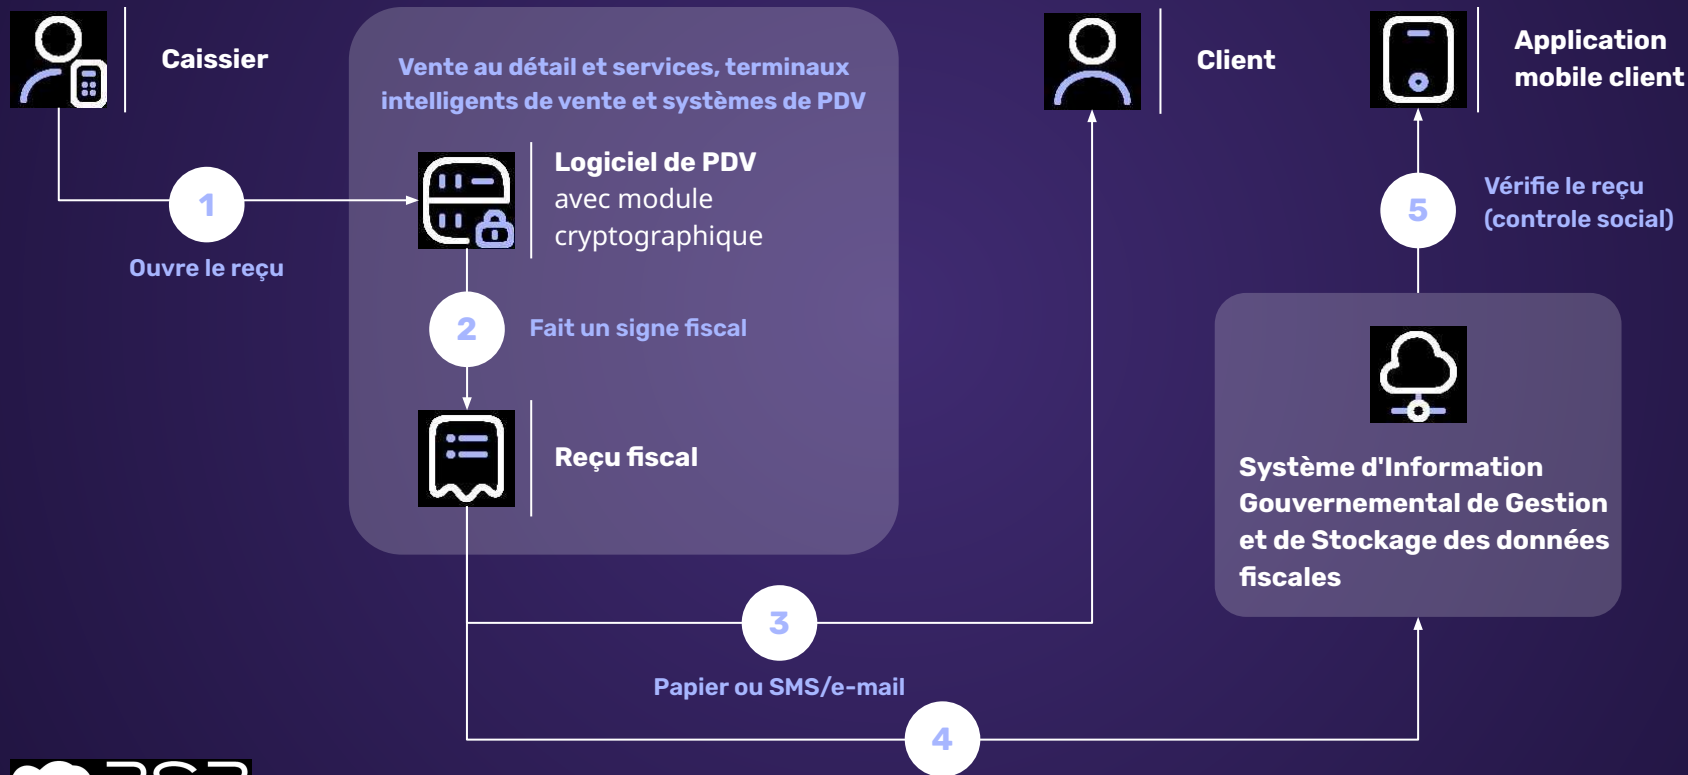 Caissier
Vente au détail et services, terminaux
intelligents de vente et systèmes de PDV
Client
Application
mobile client
Logiciel de PDV
avec module
cryptographique
1
Ouvre le reçu
5
Vérifie le reçu
(controle social)
2
Fait un signe fiscal
Reçu fiscal
Système d'Information
Gouvernemental de Gestion
et de Stockage des données
fiscales
3
Papier ou SMS/e-mail
4